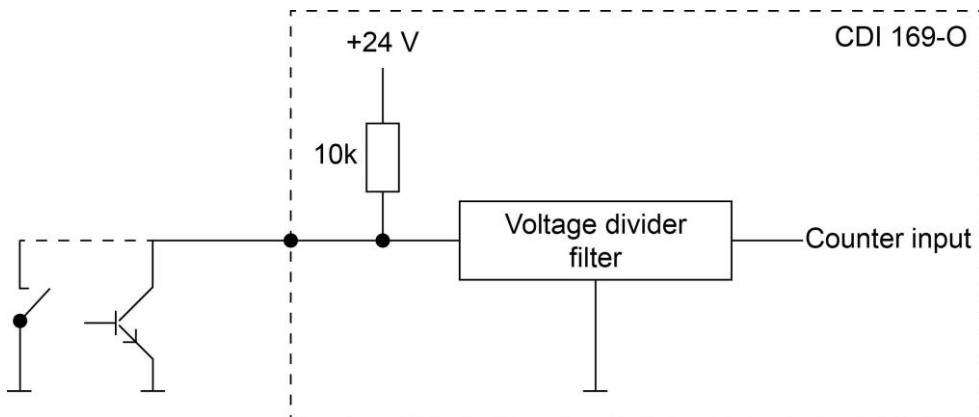 +24 V
CDI 169-O
10k
Voltage divider
filter
Counter input